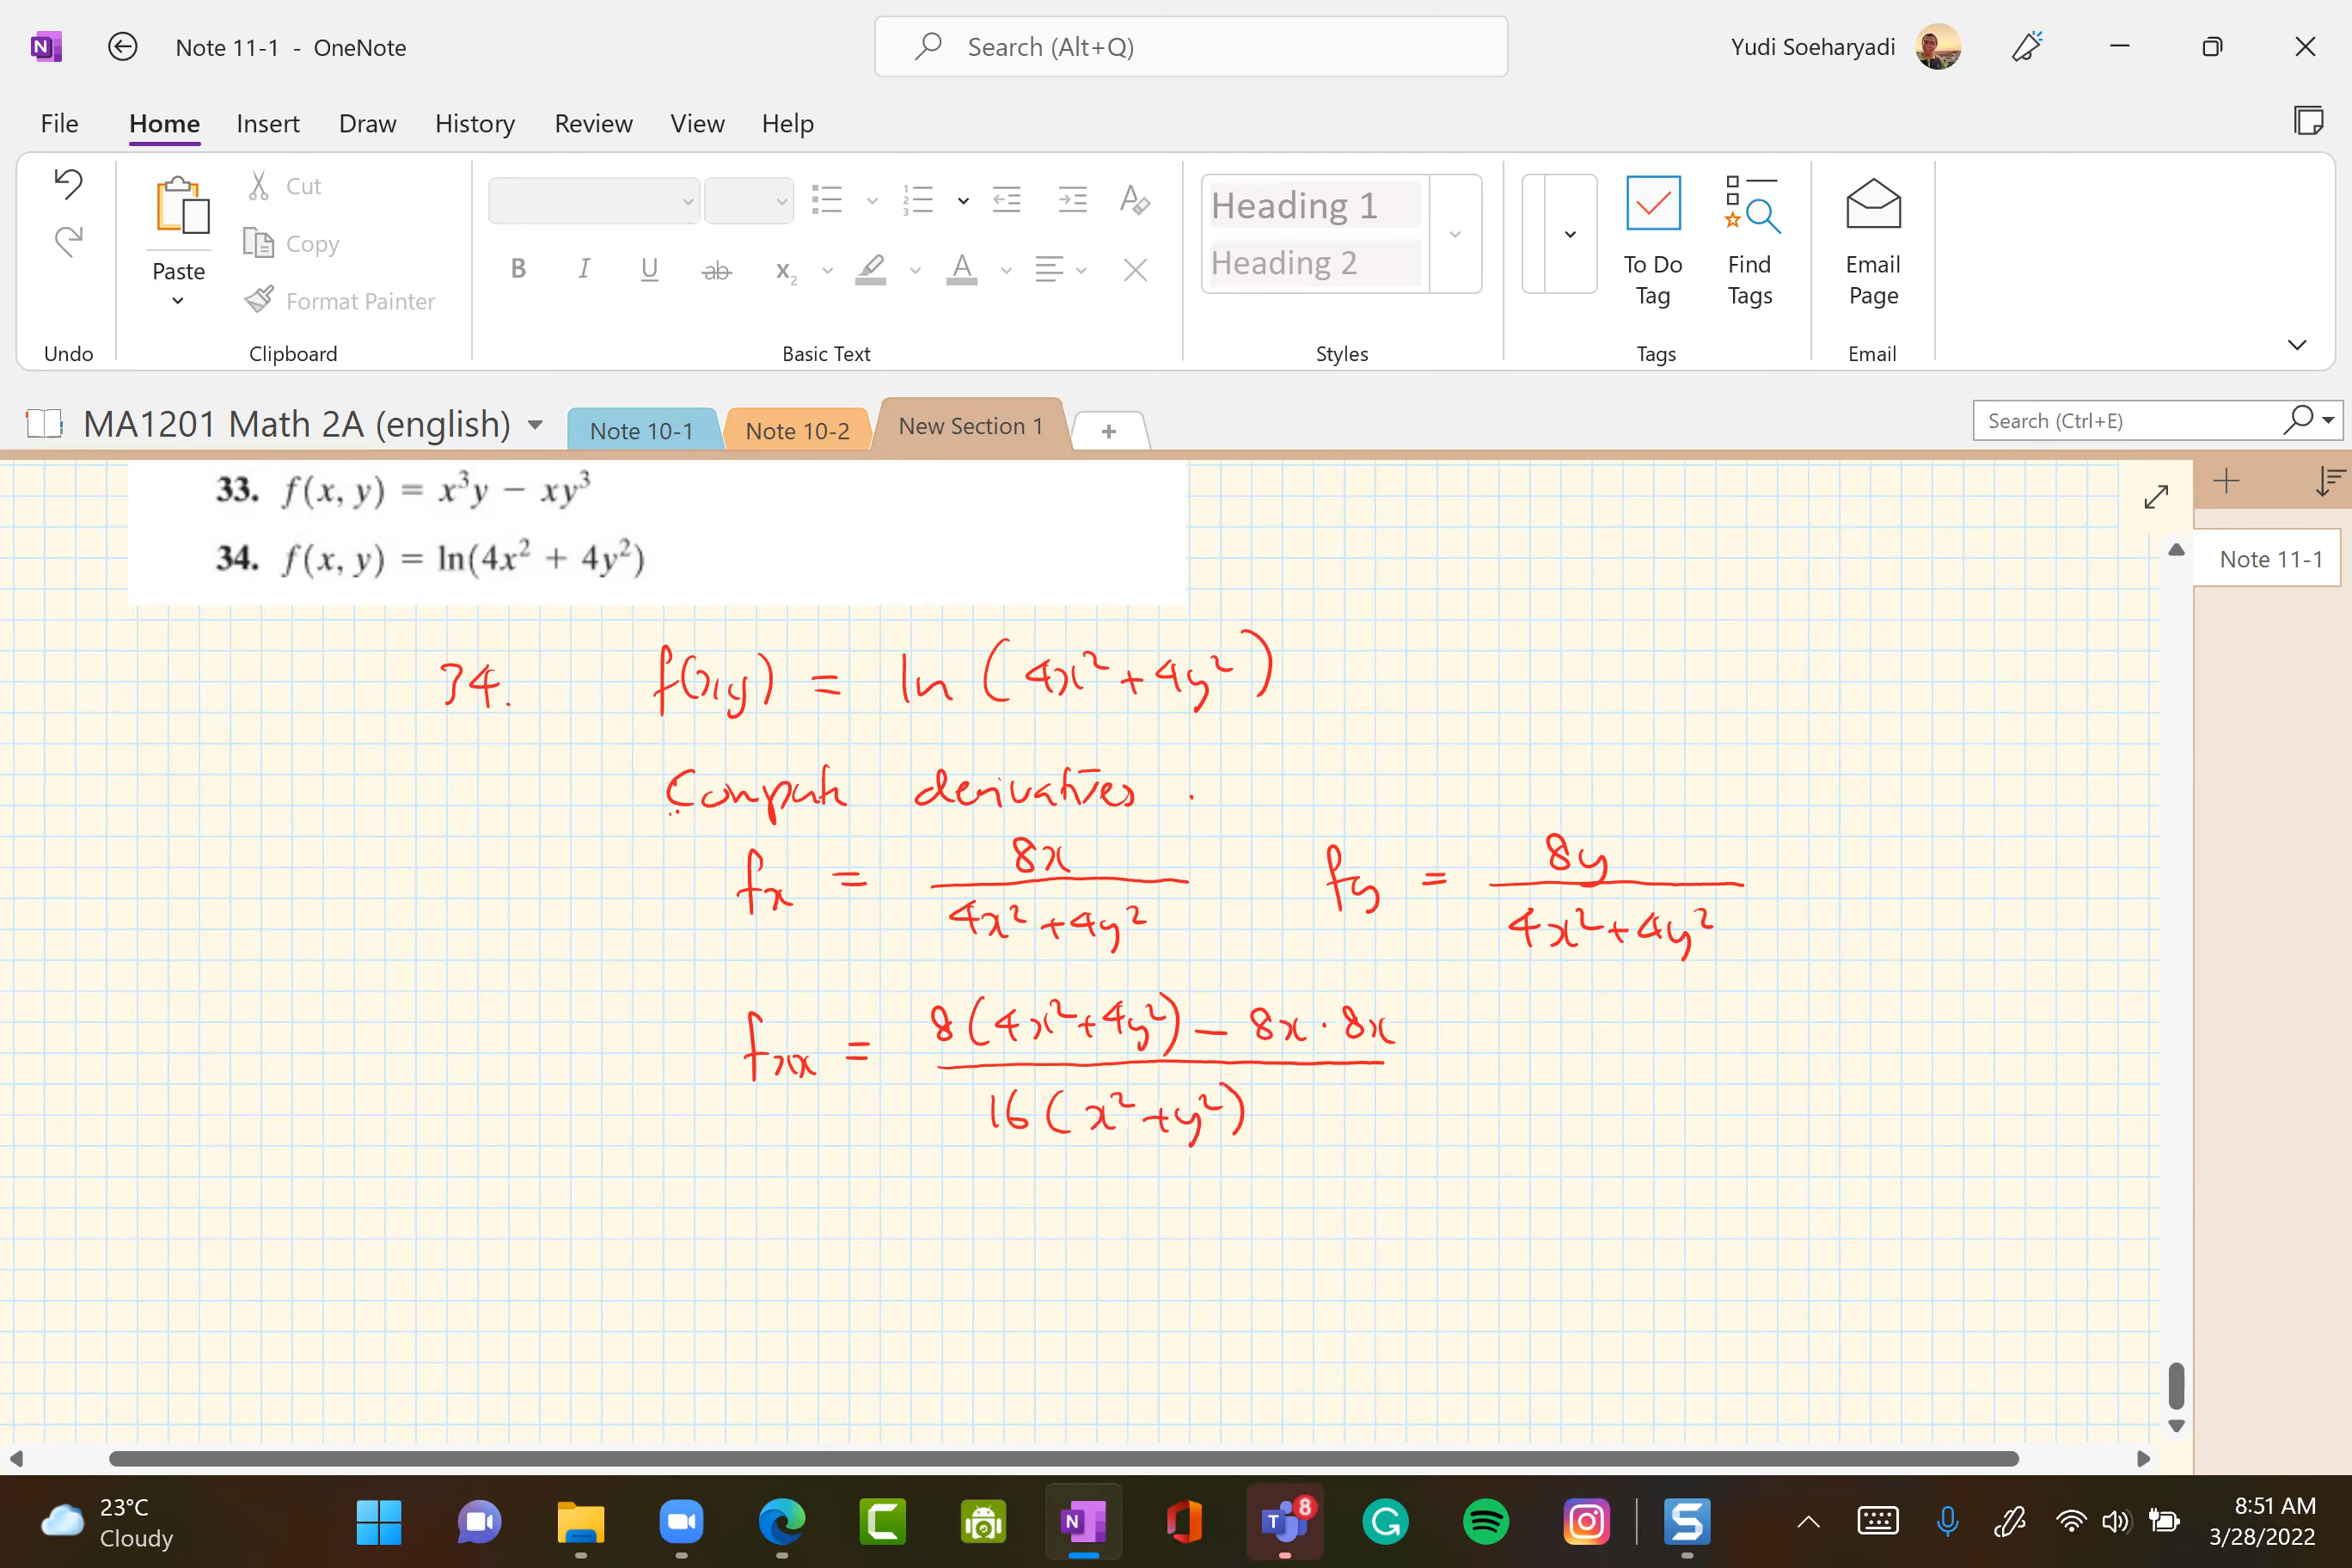 Note 11-1 - OneNote
Search (Alt+Q)
Yudi Soeharyadi
File Home Insert Draw History Review View Help
Undo
Paste
Cut
Copy
Format Painter
Clipboard
B I U ab x₂ A
Basic Text
Heading 1
Heading 2
Styles
To Do Tag
Find Tags
Tags
Email Page
Email
MA1201 Math 2A (english)
Note 10-1
Note 10-2
New Section 1
+
Search (Ctrl+E)
Note 11-1
33. f(x, y) = x³y − xy³
34. f(x, y) = ln(4x² + 4y²)
34. f(x,y) = ln (4x² + 4y²)
Compute derivatives.
fx = 8x / (4x² + 4y²)   fy = 8y / (4x² + 4y²)
fxx = (8(4x² + 4y²) − 8x · 8x) / (16(x² + y²))
23°C
Cloudy
8
8:51 AM
3/28/2022